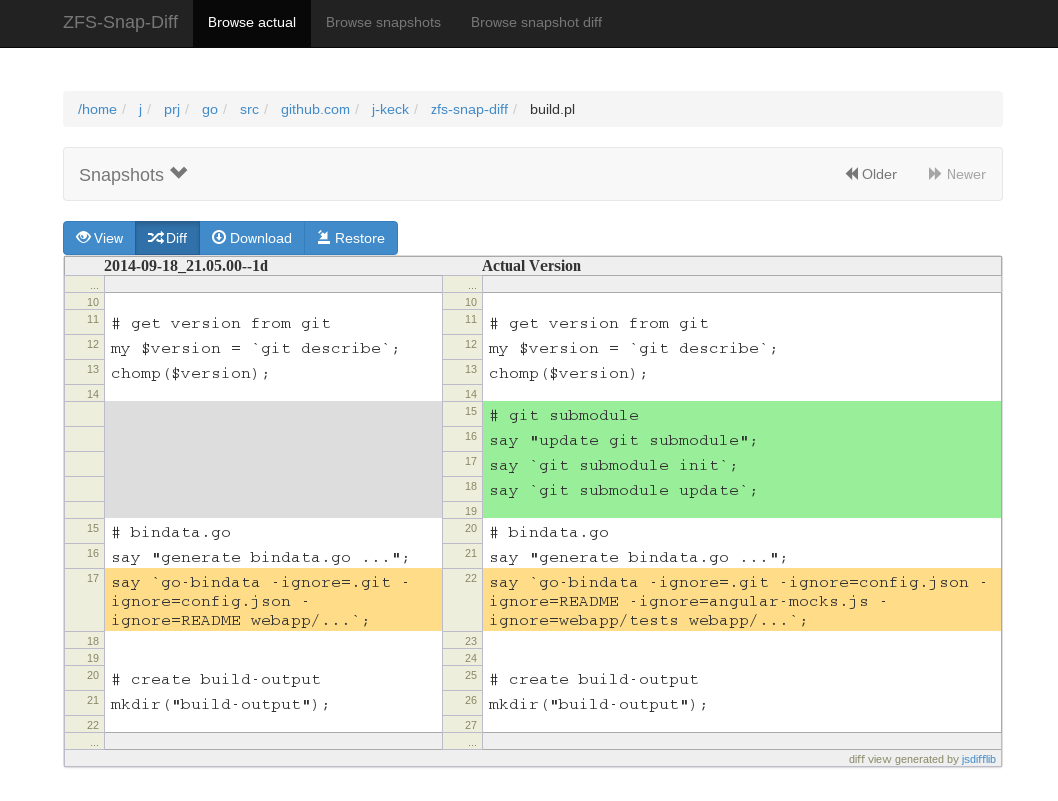 ZFS-Snap-Diff Browse actual Browse snapshots Browse snapshot diff
/home / j / prj / go / src / github.com / j-keck / zfs-snap-diff / build.pl
Snapshots Older Newer
View Diff Download Restore
2014-09-18_21.05.00--1d Actual Version
... ...
10 10
11 # get version from git 11 # get version from git
12 my $version = `git describe`; 12 my $version = `git describe`;
13 chomp($version); 13 chomp($version);
14 14
15 # git submodule
16 say "update git submodule";
17 say `git submodule init`;
18 say `git submodule update`;
19
15 # bindata.go 20 # bindata.go
16 say "generate bindata.go ..."; 21 say "generate bindata.go ...";
17 say `go-bindata -ignore=.git - 22 say `go-bindata -ignore=.git -ignore=config.json -
ignore=config.json - ignore=README -ignore=angular-mocks.js -
ignore=README webapp/...`; ignore=webapp/tests webapp/...`;
18 23
19 24
20 # create build-output 25 # create build-output
21 mkdir("build-output"); 26 mkdir("build-output");
22 27
... ...
diff view generated by jsdifflib